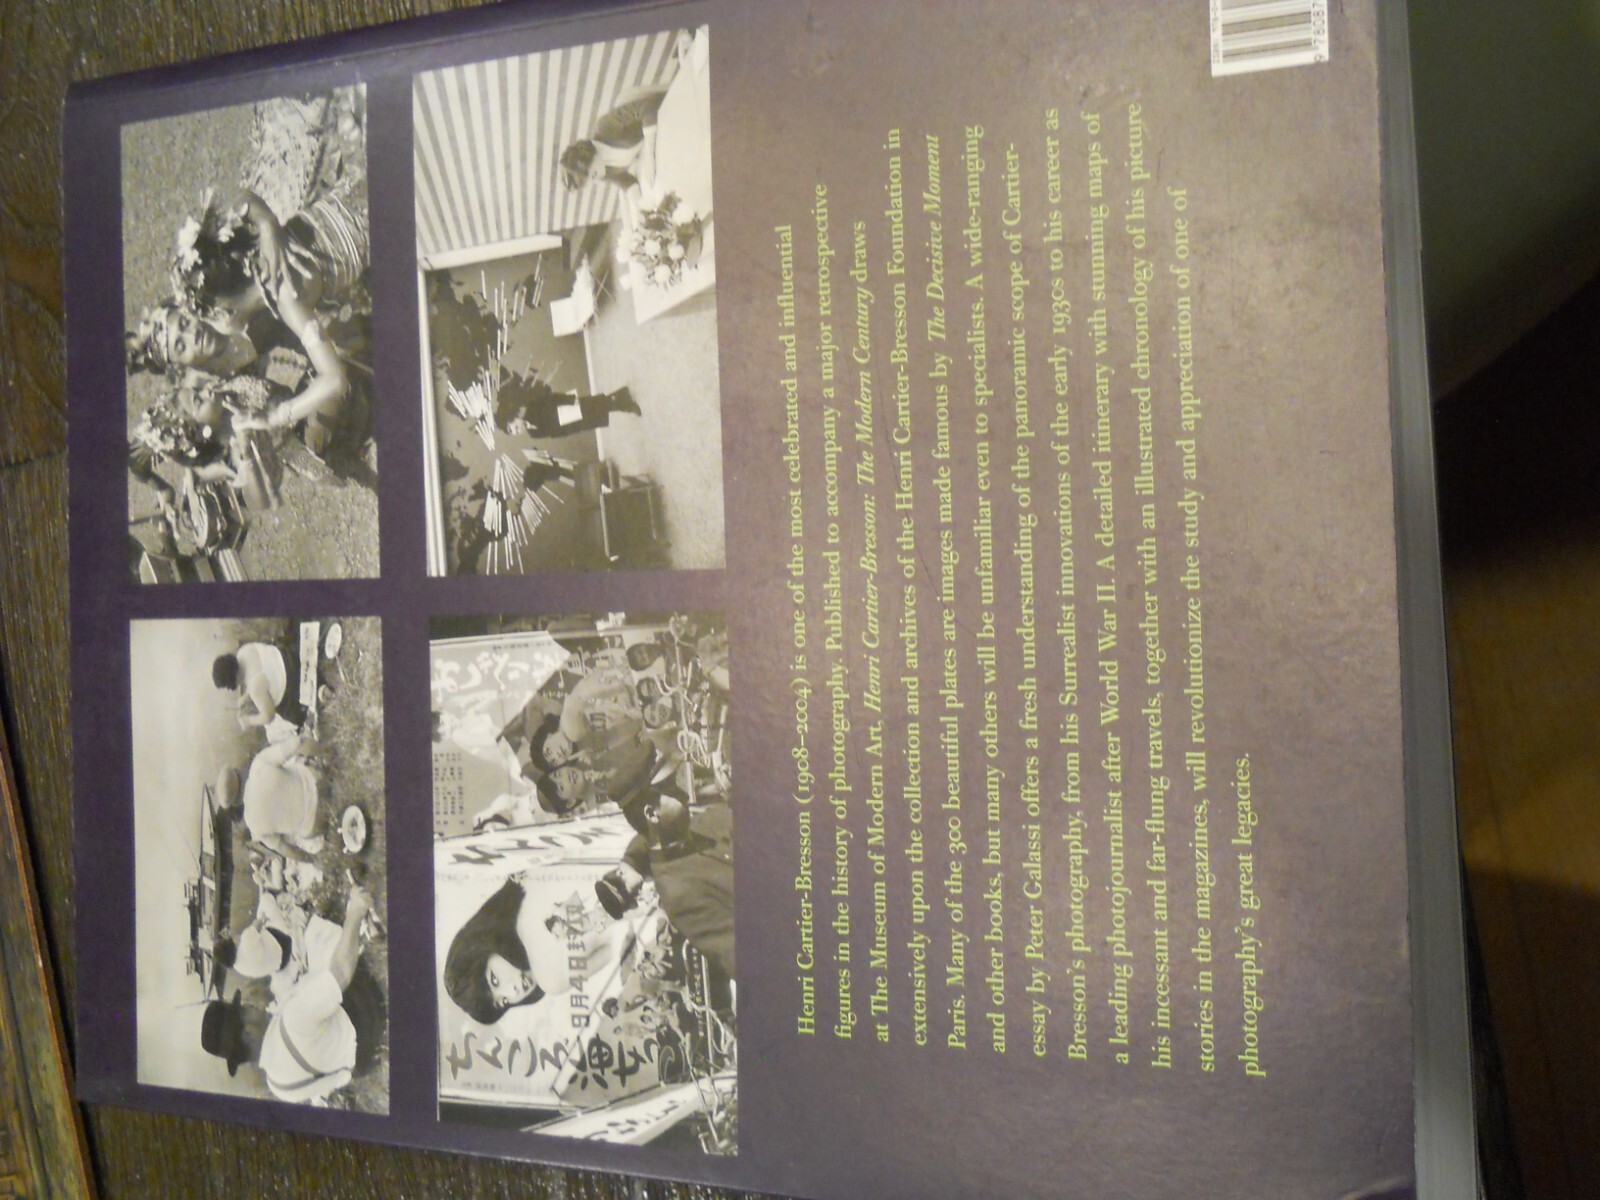 Henri Cartier-Bresson (1908–2004) is one of the most celebrated and influential
figures in the history of photography. Published to accompany a major retrospective
at The Museum of Modern Art, Henri Cartier-Bresson: The Modern Century draws
extensively upon the collection and archives of the Henri Cartier-Bresson Foundation in
Paris. Many of the 300 beautiful plates are images made famous by The Decisive Moment
and other books, but many others will be unfamiliar even to specialists. A wide-ranging
essay by Peter Galassi offers a fresh understanding of the panoramic scope of Cartier-
Bresson's photography, from his Surrealist innovations of the early 1930s to his career as
a leading photojournalist after World War II. A detailed itinerary with stunning maps of
his incessant and far-flung travels, together with an illustrated chronology of his picture
stories in the magazines, will revolutionize the study and appreciation of one of
photography's great legacies.
9 78087